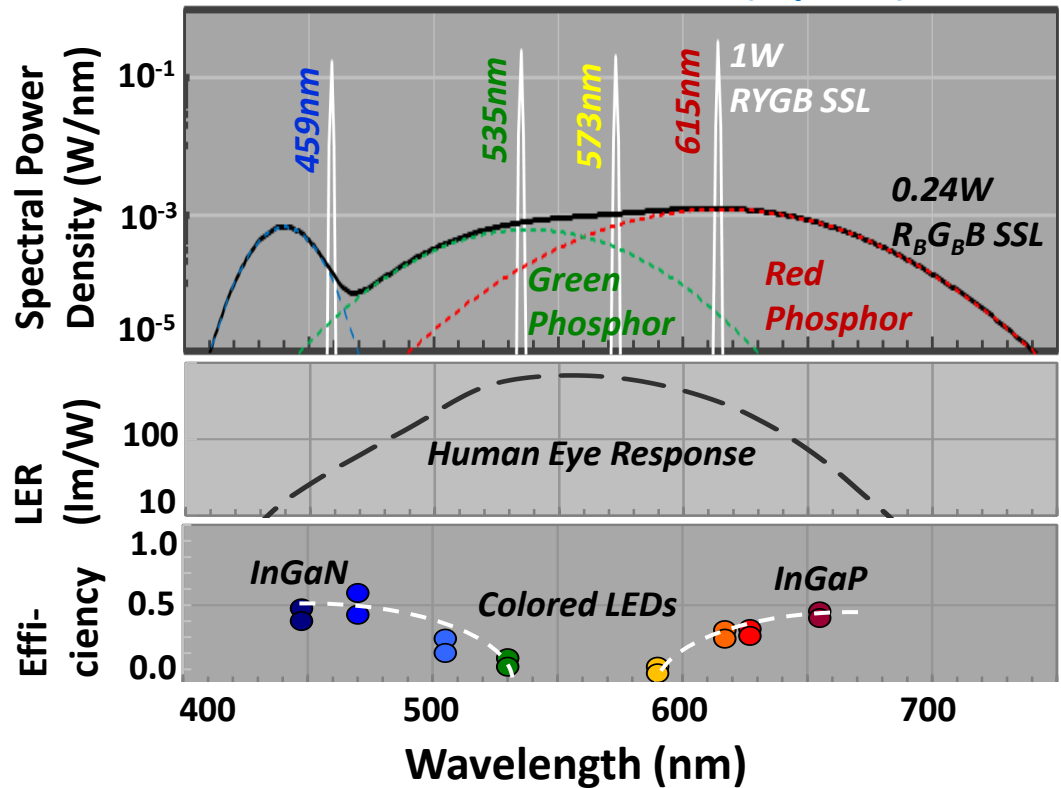 Spectral Power
Density (W/nm)
10⁻¹
10⁻³
10⁻⁵
459nm
535nm
573nm
615nm
1W
RYGB SSL
0.24W
R_BG_BB SSL
Green
Phosphor
Red
Phosphor
LER
(lm/W)
100
10
Human Eye Response
Effi-
ciency
1.0
0.5
0.0
InGaN
Colored LEDs
InGaP
400 500 600 700
Wavelength (nm)